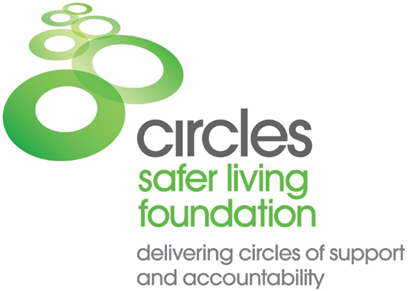 circles
safer living
foundation
delivering circles of support
and accountability